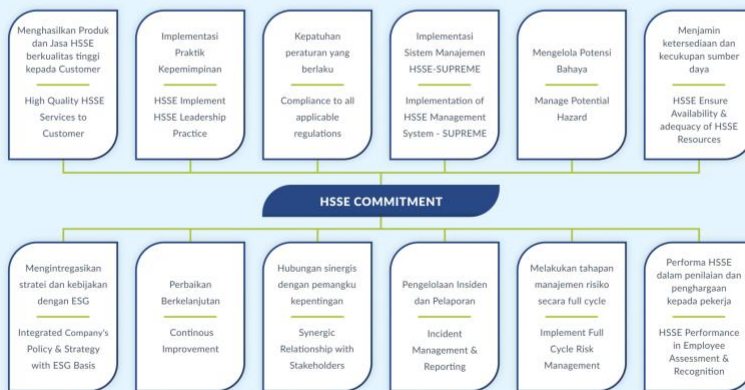 Menghasilkan Produk
dan Jasa HSSE
berkualitas tinggi
kepada Customer
High Quality HSSE
Services to
Customer
Implementasi
Praktik
Kepemimpinan
HSSE Implement
HSSE Leadership
Practice
Kepatuhan
peraturan yang
berlaku
Compliance to all
applicable
regulations
Implementasi
Sistem Manajemen
HSSE-SUPREME
Implementation of
HSSE Management
System - SUPREME
Mengelola Potensi
Bahaya
Manage Potential
Hazard
Menjamin
ketersediaan dan
kecukupan sumber
daya
HSSE Ensure
Availability &
adequacy of HSSE
Resources
HSSE COMMITMENT
Mengintregasikan
stratei dan kebijakan
dengan ESG
Integrated Company's
Policy & Strategy
with ESG Basis
Perbaikan
Berkelanjutan
Continous
Improvement
Hubungan sinergis
dengan pemangku
kepentingan
Synergic
Relationship with
Stakeholders
Pengelolaan Insiden
dan Pelaporan
Incident
Management &
Reporting
Melakukan tahapan
manajemen risiko
secara full cycle
Implement Full
Cycle Risk
Management
Performa HSSE
dalam penilaian dan
penghargaan
kepada pekerja
HSSE Performance
in Employee
Assessment &
Recognition